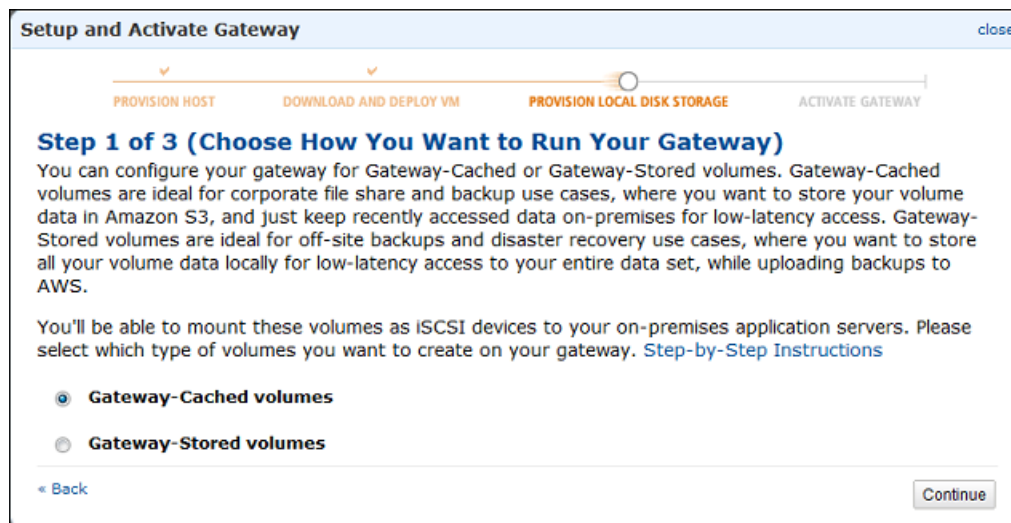 Setup and Activate Gateway
close
PROVISION HOST
DOWNLOAD AND DEPLOY VM
PROVISION LOCAL DISK STORAGE
ACTIVATE GATEWAY
Step 1 of 3 (Choose How You Want to Run Your Gateway)
You can configure your gateway for Gateway-Cached or Gateway-Stored volumes. Gateway-Cached
volumes are ideal for corporate file share and backup use cases, where you want to store your volume
data in Amazon S3, and just keep recently accessed data on-premises for low-latency access. Gateway-
Stored volumes are ideal for off-site backups and disaster recovery use cases, where you want to store
all your volume data locally for low-latency access to your entire data set, while uploading backups to
AWS.
You'll be able to mount these volumes as iSCSI devices to your on-premises application servers. Please
select which type of volumes you want to create on your gateway. Step-by-Step Instructions
Gateway-Cached volumes
Gateway-Stored volumes
« Back
Continue